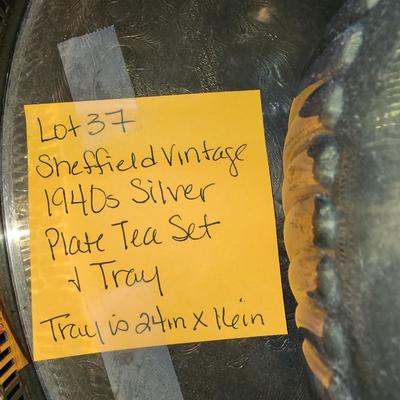 Lot 37
Sheffield Vintage
1940s Silver
Plate Tea Set
& Tray
Tray is 24in x 16in